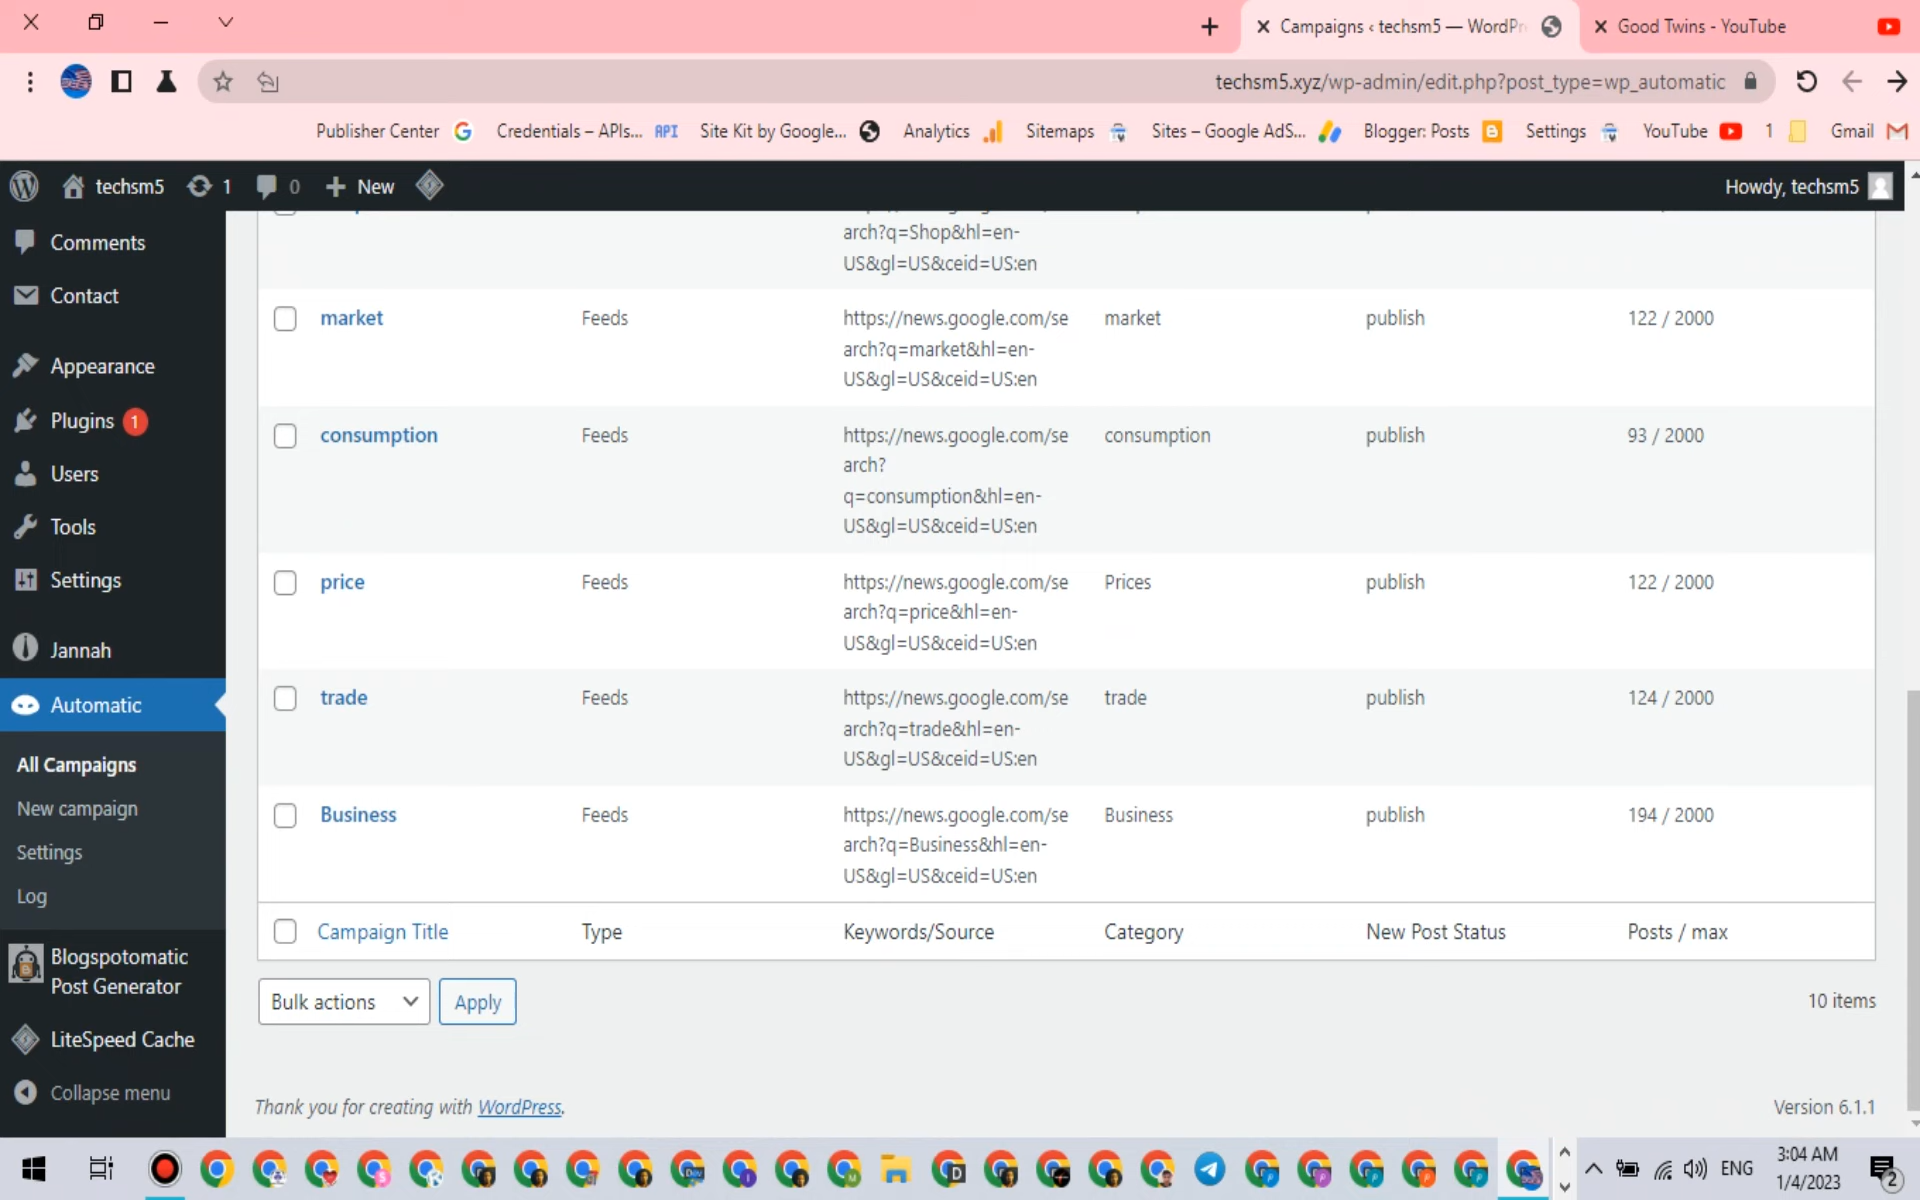 Campaigns ‹ techsm5 — WordPr
Good Twins - YouTube
techsm5.xyz/wp-admin/edit.php?post_type=wp_automatic
Publisher Center
Credentials – APIs...
API
Site Kit by Google...
Analytics
Sitemaps
Sites – Google AdS...
Blogger: Posts
Settings
YouTube
1
Gmail
techsm5
1
0
New
Howdy, techsm5
Comments
Contact
Appearance
Plugins 1
Users
Tools
Settings
Jannah
Automatic
All Campaigns
New campaign
Settings
Log
Blogspotomatic
Post Generator
LiteSpeed Cache
Collapse menu
arch?q=Shop&hl=en-
US&gl=US&ceid=US:en
market
Feeds
https://news.google.com/se
arch?q=market&hl=en-
US&gl=US&ceid=US:en
market
publish
122 / 2000
consumption
Feeds
https://news.google.com/se
arch?
q=consumption&hl=en-
US&gl=US&ceid=US:en
consumption
publish
93 / 2000
price
Feeds
https://news.google.com/se
arch?q=price&hl=en-
US&gl=US&ceid=US:en
Prices
publish
122 / 2000
trade
Feeds
https://news.google.com/se
arch?q=trade&hl=en-
US&gl=US&ceid=US:en
trade
publish
124 / 2000
Business
Feeds
https://news.google.com/se
arch?q=Business&hl=en-
US&gl=US&ceid=US:en
Business
publish
194 / 2000
Campaign Title
Type
Keywords/Source
Category
New Post Status
Posts / max
Bulk actions
Apply
10 items
Thank you for creating with WordPress.
Version 6.1.1
ENG
3:04 AM
1/4/2023
2